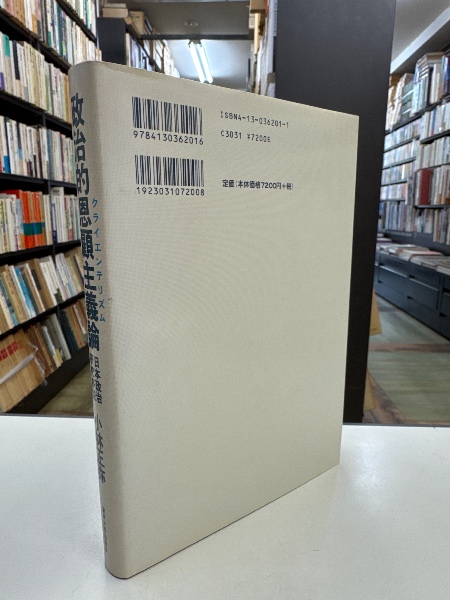 政治的恩顧主義論
クライエンテリズム
日本政治
小林正弥
9784130362016
ISBN4-13-036201-1
C3031 ¥7200E
1923031072008
定価(本体価格7200円+税)